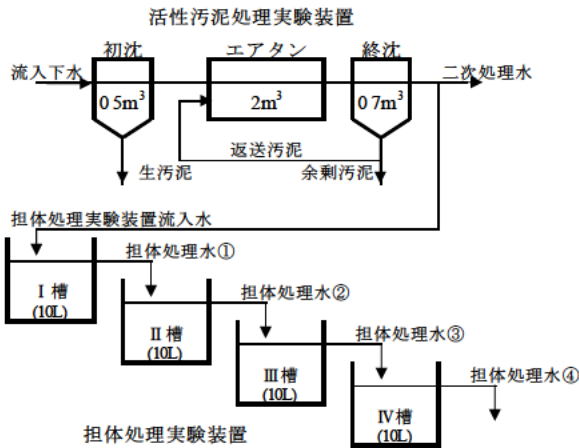 活性汚泥処理実験装置
初沈
エアタン
終沈
流入下水
二次処理水
0 5m³
2m³
0 7m³
返送汚泥
生汚泥
余剰汚泥
担体処理実験装置流入水
担体処理水①
Ⅰ槽
(10L)
担体処理水②
Ⅱ槽
(10L)
担体処理水③
Ⅲ槽
(10L)
担体処理水④
Ⅳ槽
(10L)
担体処理実験装置